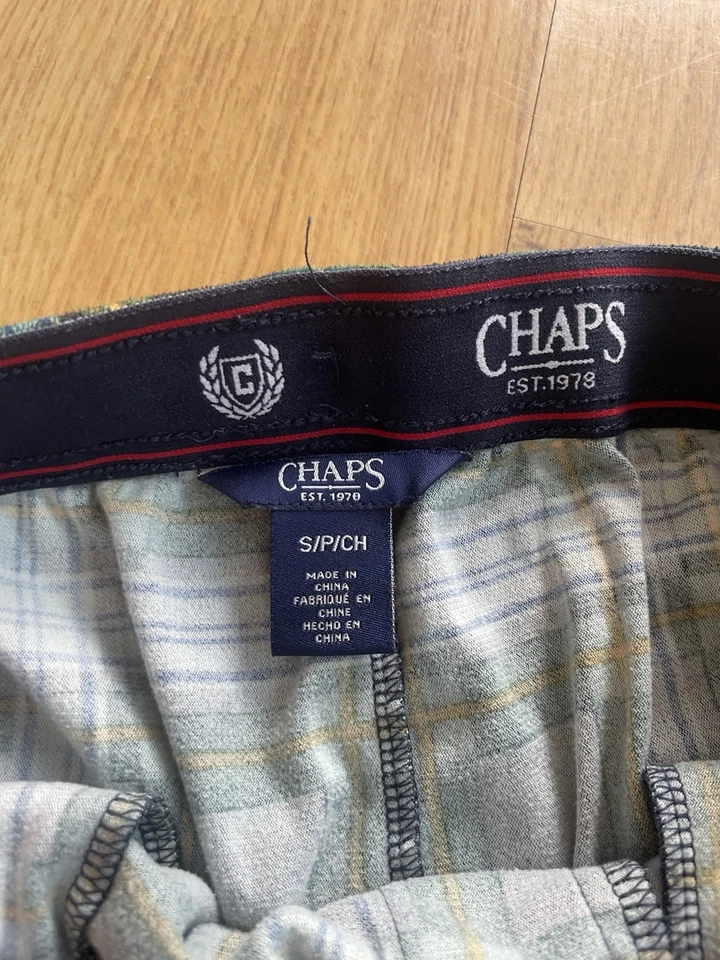 C
CHAPS
EST.1978
CHAPS
EST. 1978
S/P/CH
MADE IN
CHINA
FABRIQUÉ EN
CHINE
HECHO EN
CHINA